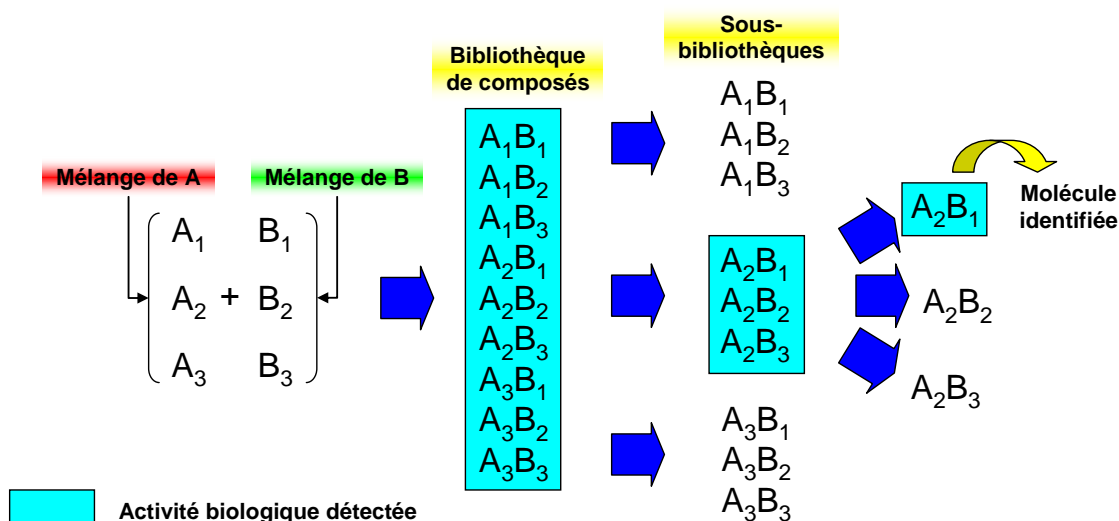 Mélange de A
A₁
A₂
A₃
+
Mélange de B
B₁
B₂
B₃
Bibliothèque
de composés
A₁B₁
A₁B₂
A₁B₃
A₂B₁
A₂B₂
A₂B₃
A₃B₁
A₃B₂
A₃B₃
Sous-
bibliothèques
A₁B₁
A₁B₂
A₁B₃
A₂B₁
A₂B₂
A₂B₃
A₃B₁
A₃B₂
A₃B₃
A₂B₁
A₂B₂
A₂B₃
Molécule
identifiée
Activité biologique détectée